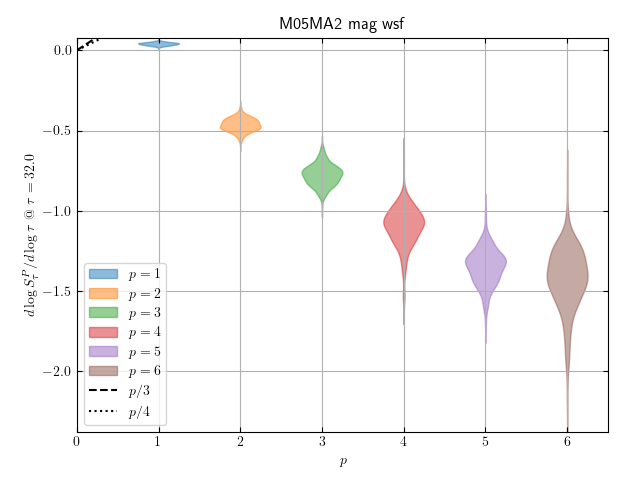 M05MA2 mag wsf
0.0
−0.5
−1.0
−1.5
−2.0
d log S_τ^P / d log τ @ τ = 32.0
p = 1
p = 2
p = 3
p = 4
p = 5
p = 6
p/3
p/4
0 1 2 3 4 5 6
p